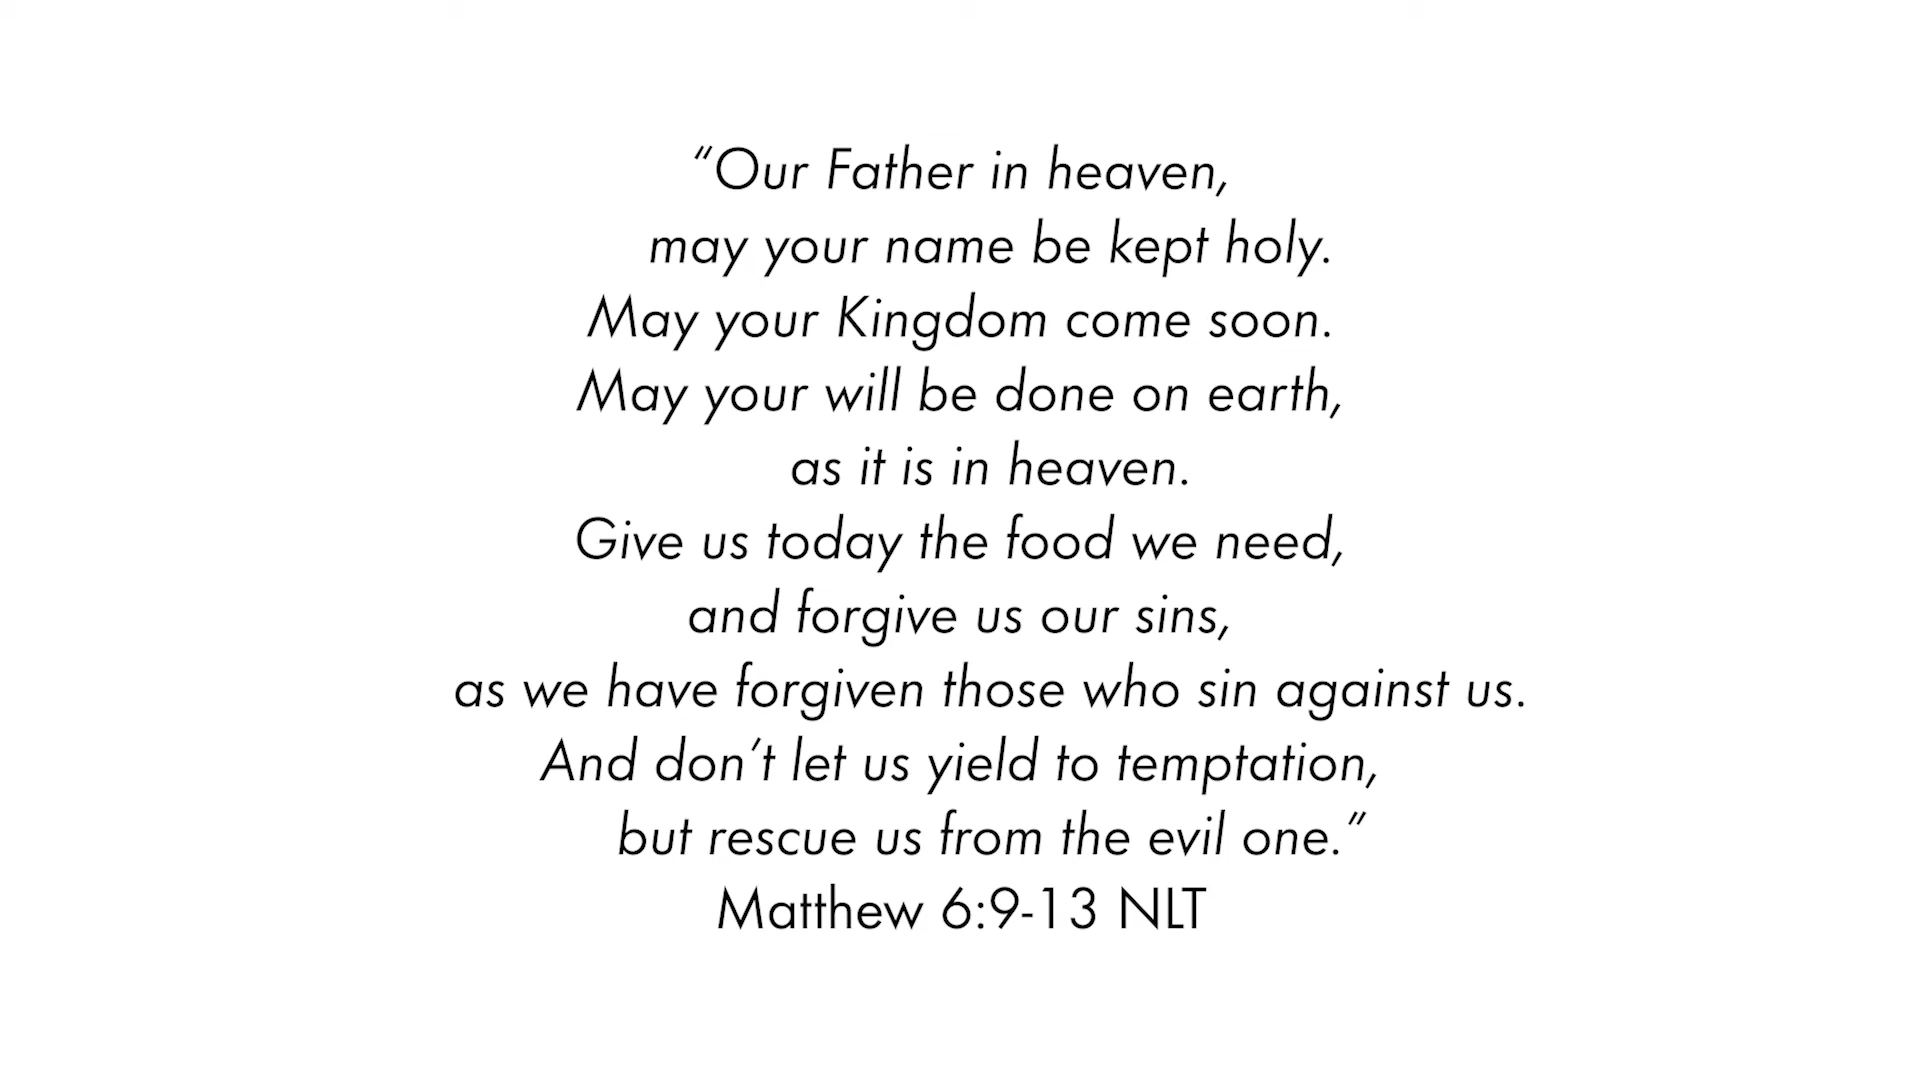 “Our Father in heaven,
may your name be kept holy.
May your Kingdom come soon.
May your will be done on earth,
as it is in heaven.
Give us today the food we need,
and forgive us our sins,
as we have forgiven those who sin against us.
And don’t let us yield to temptation,
but rescue us from the evil one.”
Matthew 6:9-13 NLT